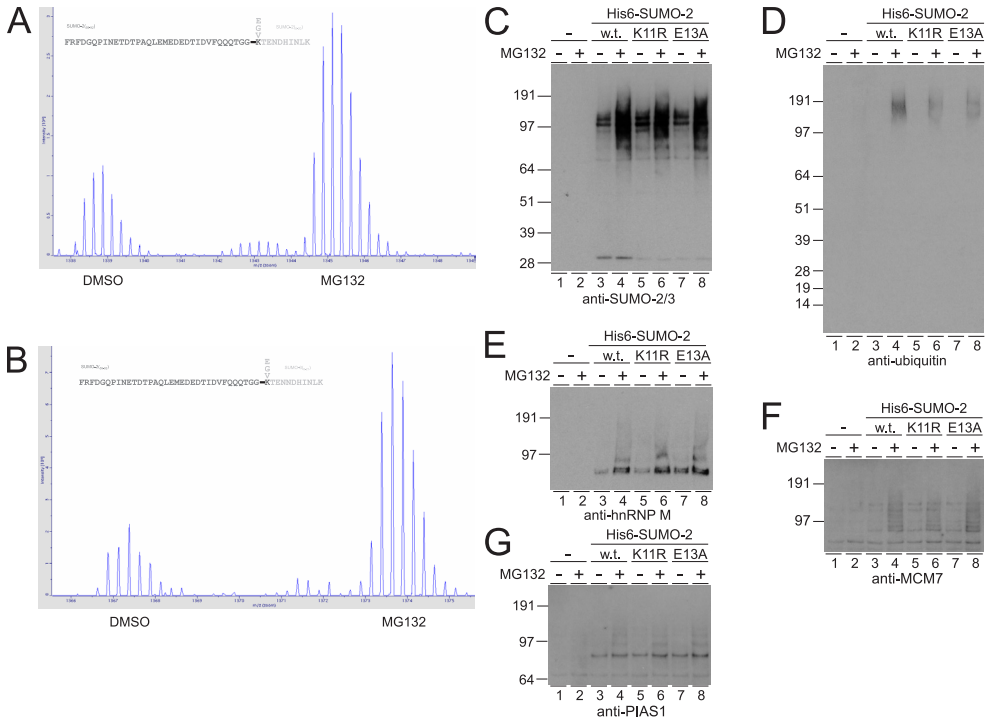 A
FRFDGQPINETDTPAQLEMEDEDTIDVFQQQTGG
KTENDHINLK
DMSO
MG132
B
FRFDGQPINETDTPAQLEMEDEDTIDVFQQQTGG
KTENNDHINLK
DMSO
MG132
C
His6-SUMO-2
- w.t. K11R E13A
MG132 - + - + - + - +
191
97
64
51
39
28
1 2 3 4 5 6 7 8
anti-SUMO-2/3
D
His6-SUMO-2
- w.t. K11R E13A
MG132 - + - + - + - +
191
97
64
51
39
28
19
14
1 2 3 4 5 6 7 8
anti-ubiquitin
E
His6-SUMO-2
- w.t. K11R E13A
MG132 - + - + - + - +
191
97
1 2 3 4 5 6 7 8
anti-hnRNP M
F
His6-SUMO-2
- w.t. K11R E13A
MG132 - + - + - + - +
191
97
1 2 3 4 5 6 7 8
anti-MCM7
G
His6-SUMO-2
- w.t. K11R E13A
MG132 - + - + - + - +
191
97
64
1 2 3 4 5 6 7 8
anti-PIAS1